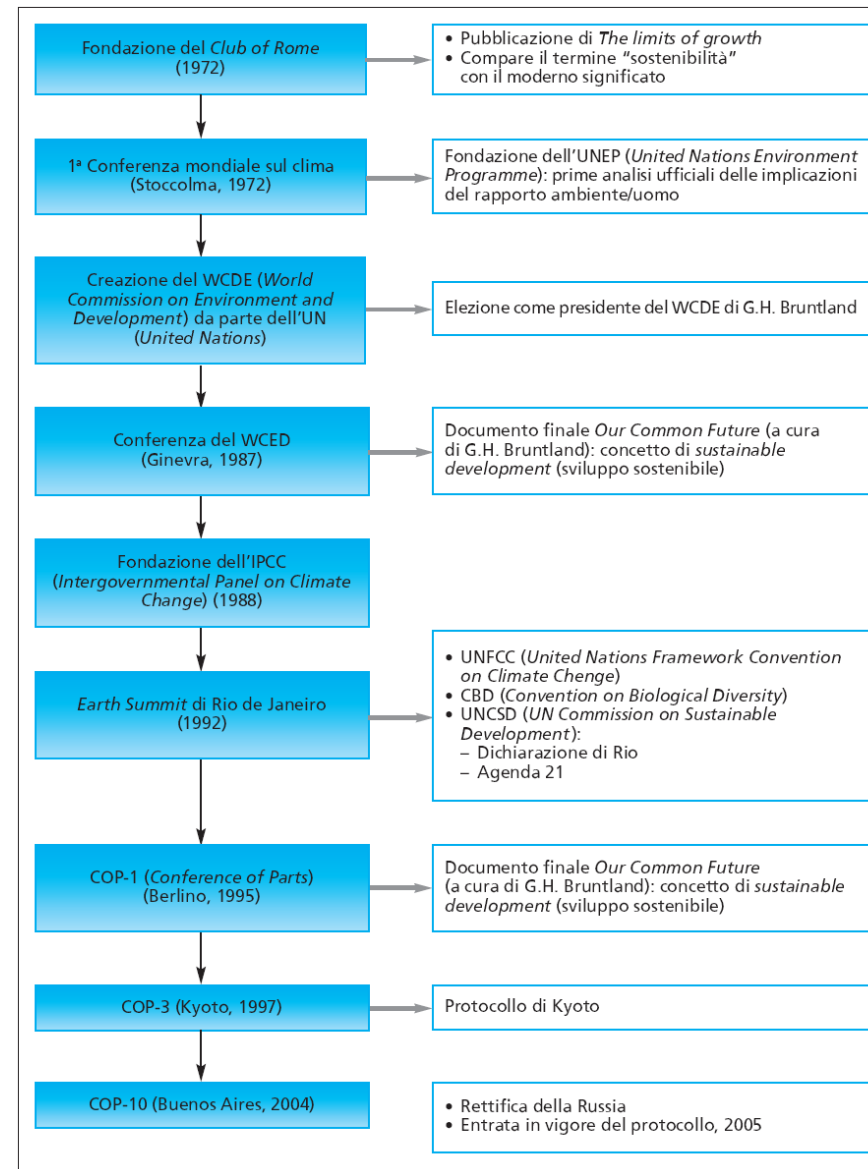 Fondazione del Club of Rome
(1972)
• Pubblicazione di The limits of growth
• Compare il termine “sostenibilità”
con il moderno significato
1ª Conferenza mondiale sul clima
(Stoccolma, 1972)
Fondazione dell’UNEP (United Nations Environment
Programme): prime analisi ufficiali delle implicazioni
del rapporto ambiente/uomo
Creazione del WCDE (World
Commission on Environment and
Development) da parte dell’UN
(United Nations)
Elezione come presidente del WCDE di G.H. Bruntland
Conferenza del WCED
(Ginevra, 1987)
Documento finale Our Common Future (a cura
di G.H. Bruntland): concetto di sustainable
development (sviluppo sostenibile)
Fondazione dell’IPCC
(Intergovernmental Panel on Climate
Change) (1988)
Earth Summit di Rio de Janeiro
(1992)
• UNFCC (United Nations Framework Convention
on Climate Chenge)
• CBD (Convention on Biological Diversity)
• UNCSD (UN Commission on Sustainable
Development):
– Dichiarazione di Rio
– Agenda 21
COP-1 (Conference of Parts)
(Berlino, 1995)
Documento finale Our Common Future
(a cura di G.H. Bruntland): concetto di sustainable
development (sviluppo sostenibile)
COP-3 (Kyoto, 1997)
Protocollo di Kyoto
COP-10 (Buenos Aires, 2004)
• Rettifica della Russia
• Entrata in vigore del protocollo, 2005